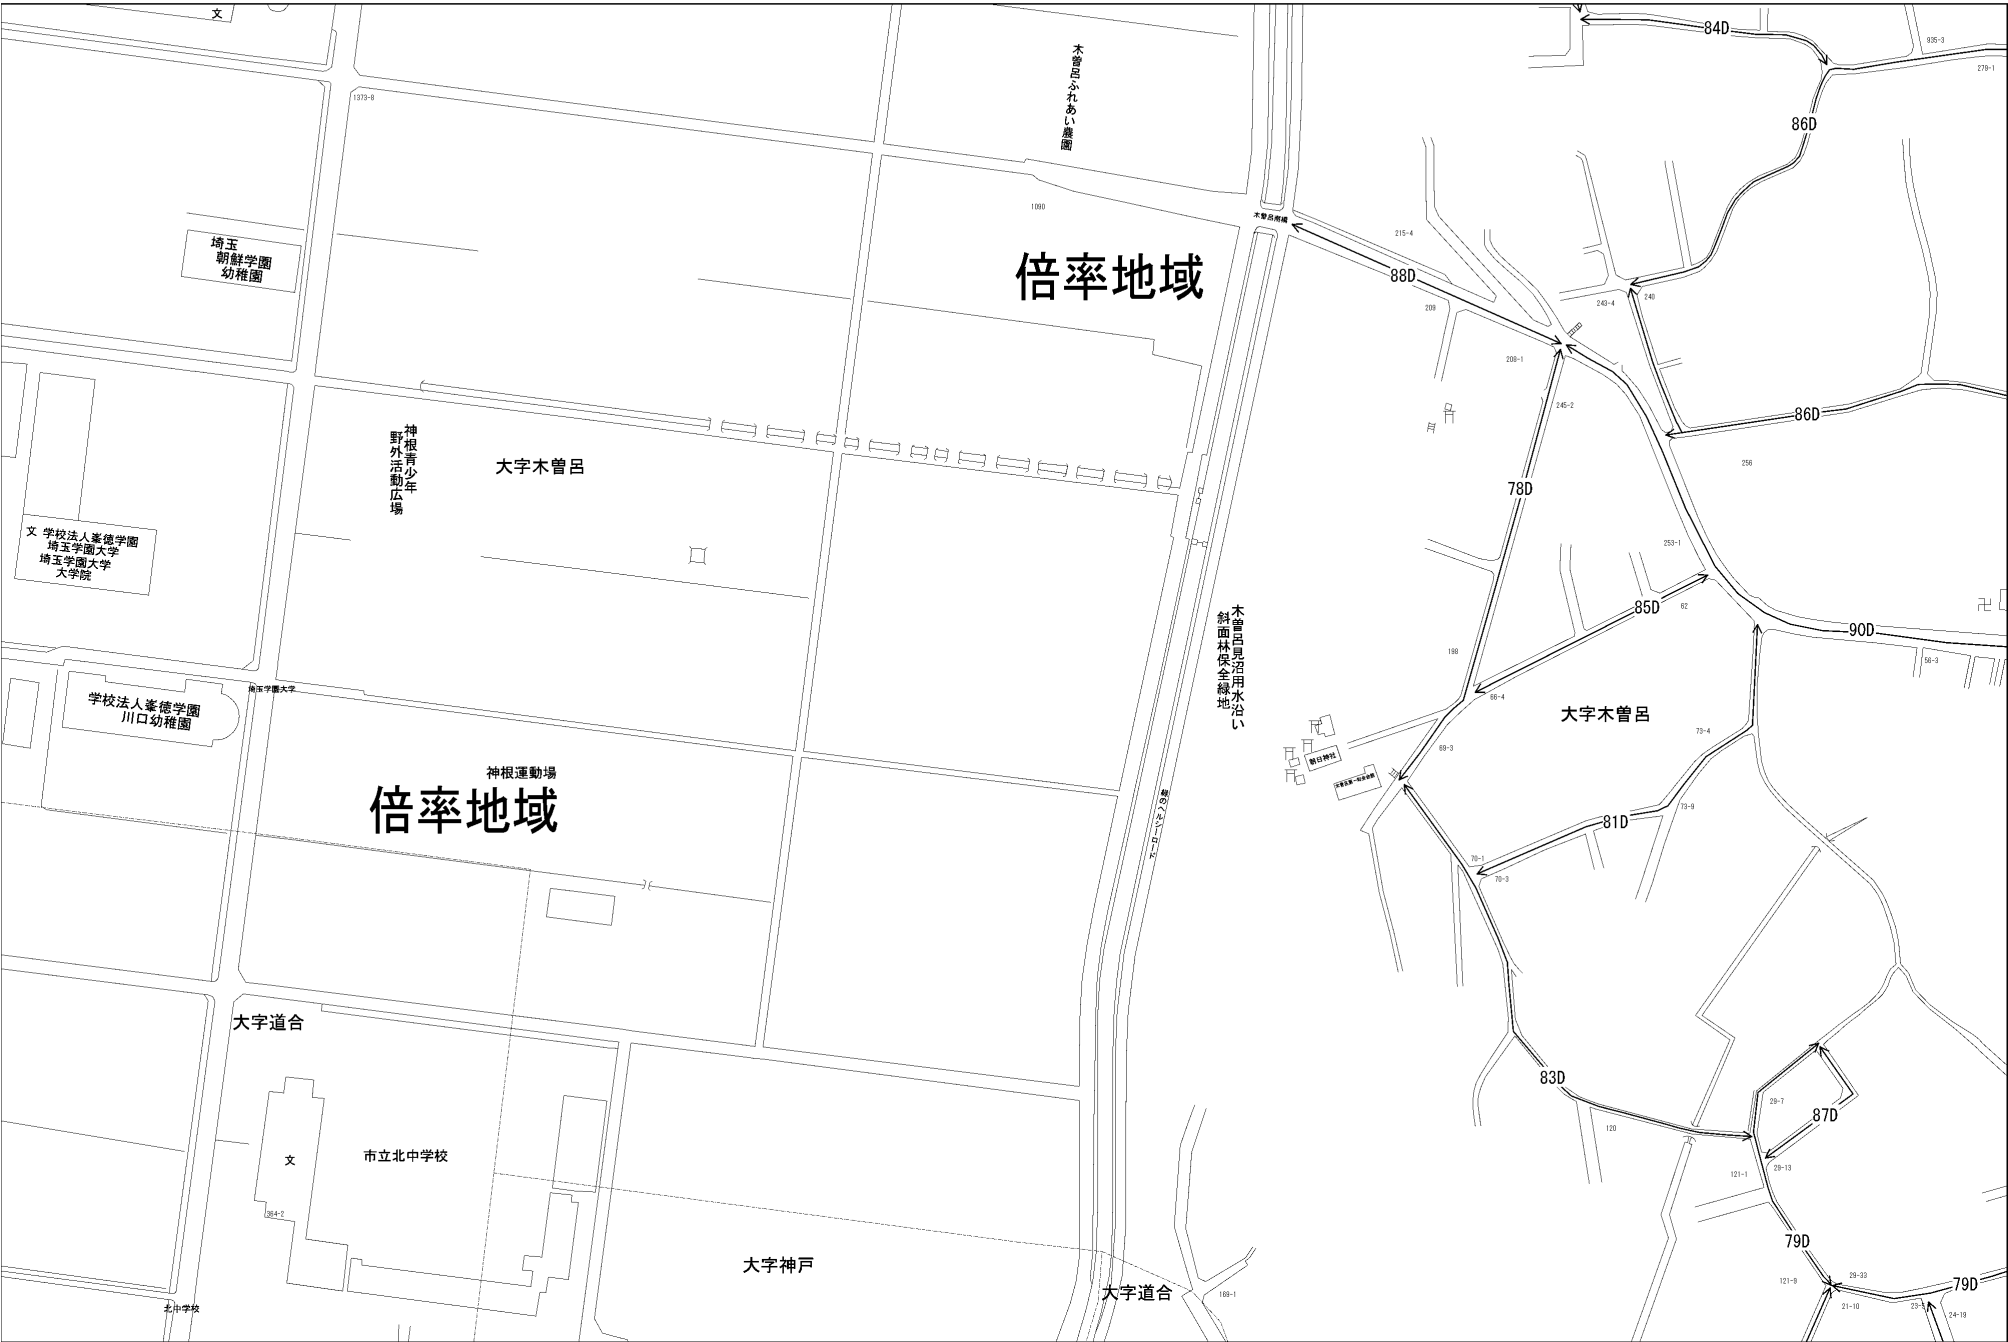 文
84D
935-3
279-1
木曽呂ふれあい農園
1373-8
86D
1090
木曽呂南橋
215-4
埼玉
朝鮮学園
幼稚園
倍率地域
88D
209
243-4
240
208-1
245-2
86D
神根青少年
野外活動広場
大字木曽呂
256
78D
文 学校法人峯徳学園
埼玉学園大学
埼玉学園大学
大学院
253-1
木曽呂見沼用水沿い
斜面林保全緑地
85D
62
90D
198
56-3
埼玉学園大学
66-4
学校法人峯徳学園
川口幼稚園
大字木曽呂
73-4
69-3
朝日神社
神根運動場
倍率地域
緑のヘルシーロード
73-9
81D
70-1
70-3
大字道合
83D
29-7
87D
120
文
市立北中学校
121-1
29-13
364-2
79D
大字神戸
121-9
29-33
79D
大字道合
169-1
21-10
24-19
北中学校